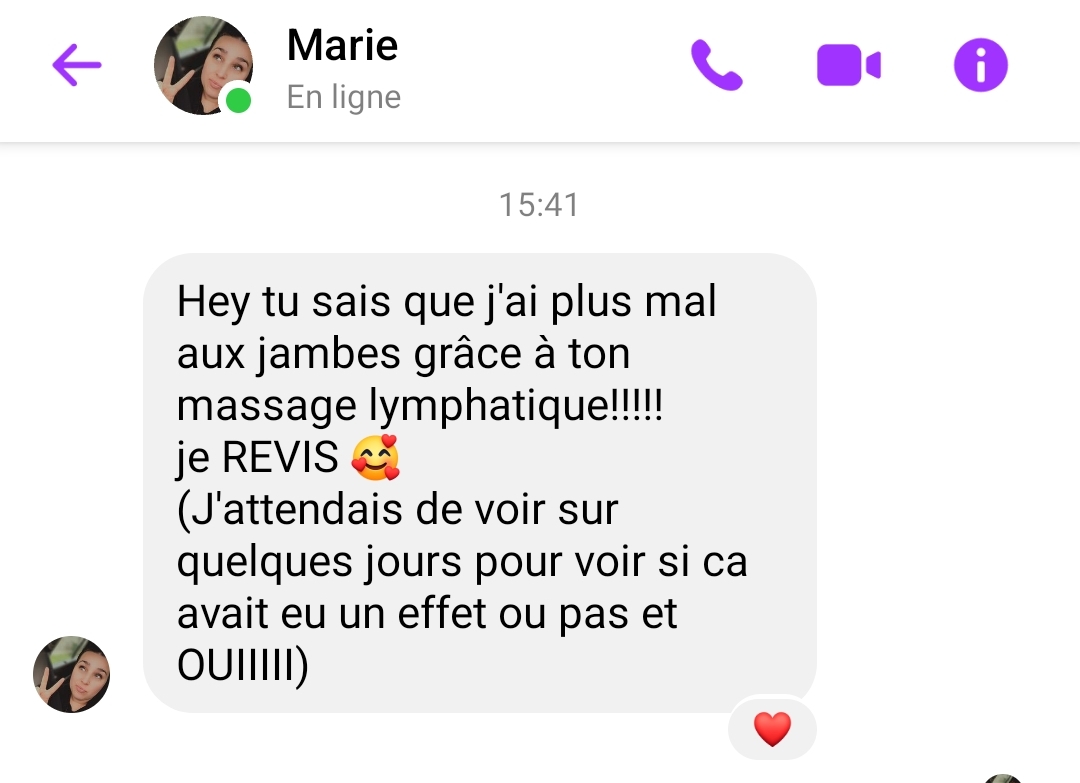 Marie
En ligne
15:41
Hey tu sais que j'ai plus mal
aux jambes grâce à ton
massage lymphatique!!!!!
je REVIS 🥰
(J'attendais de voir sur
quelques jours pour voir si ca
avait eu un effet ou pas et
OUIIIII)